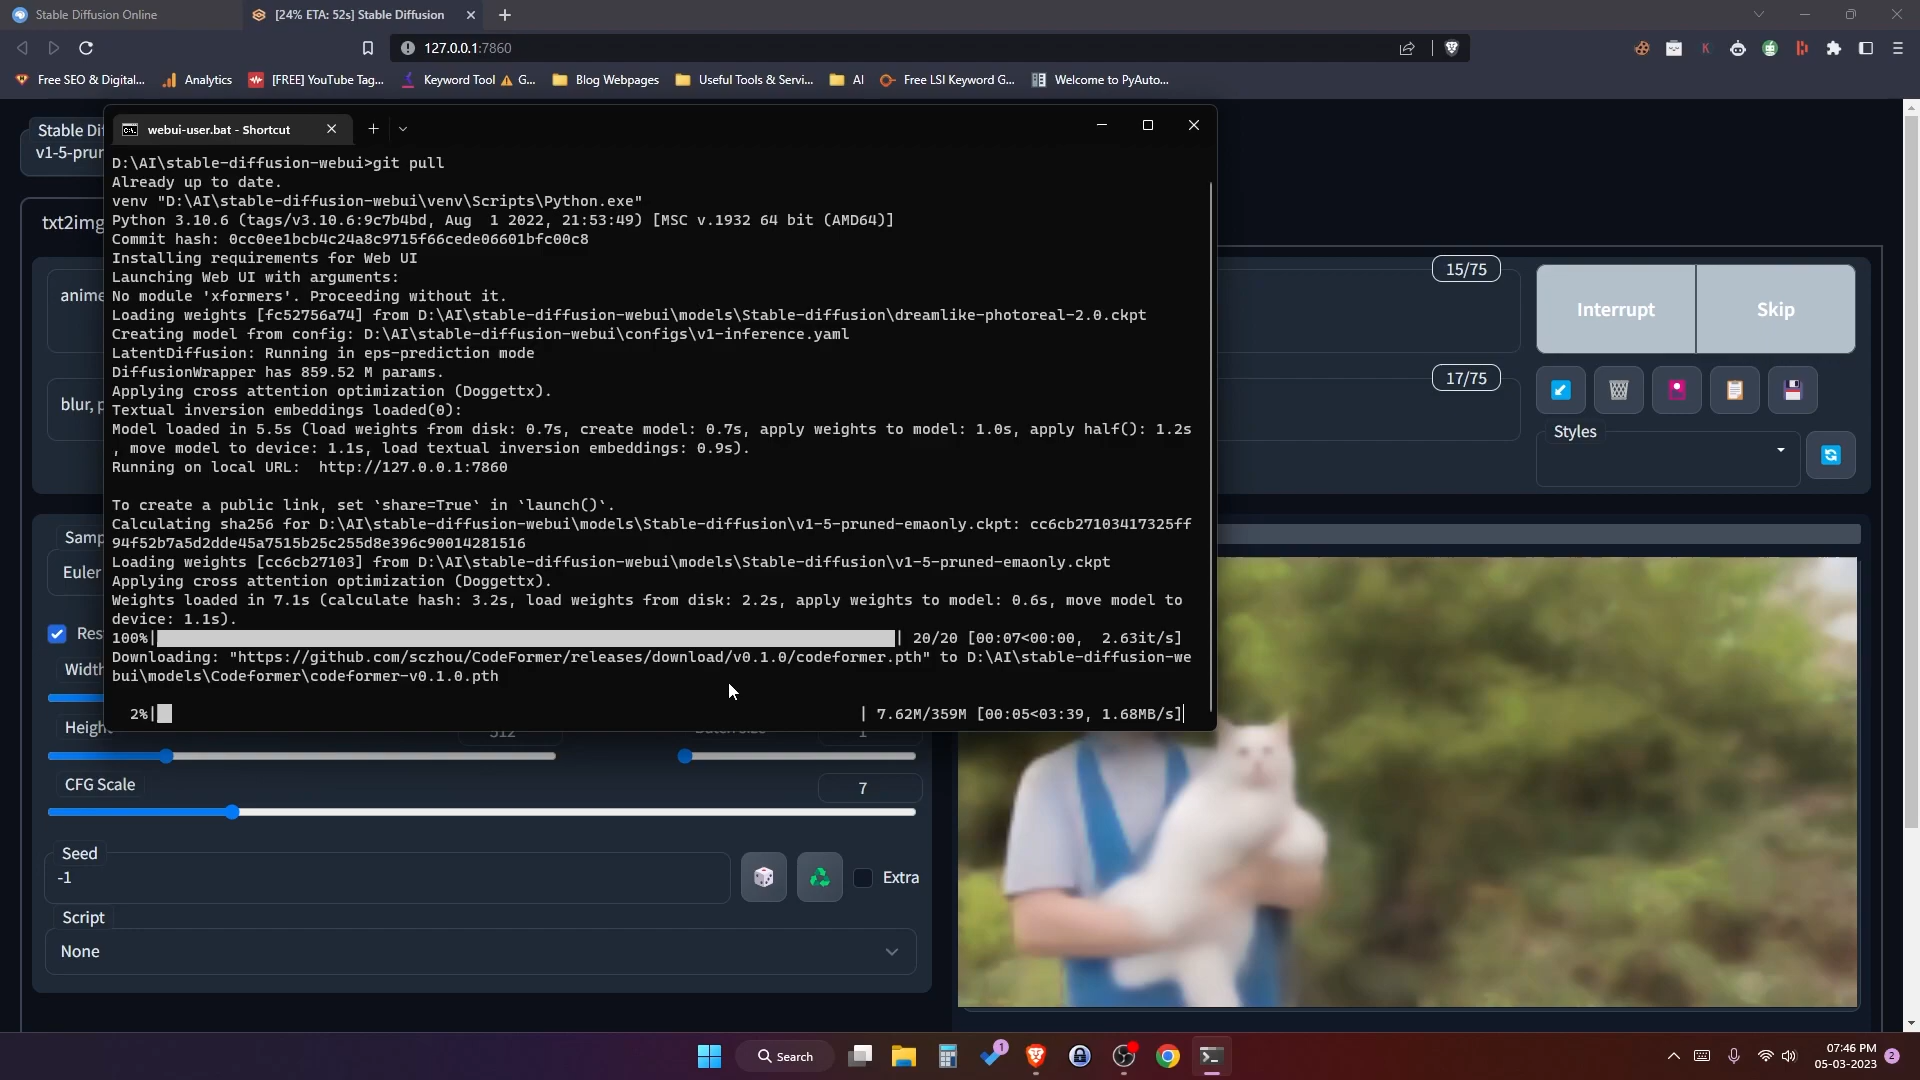 Stable Diffusion Online
[24% ETA: 52s] Stable Diffusion
127.0.0.1:7860
Free SEO & Digital...
Analytics
[FREE] YouTube Tag...
Keyword Tool ⚠ G...
Blog Webpages
Useful Tools & Servi...
AI
Free LSI Keyword G...
Welcome to PyAuto...
Stable Di
v1-5-prun
webui-user.bat - Shortcut
D:\AI\stable-diffusion-webui>git pull
Already up to date.
venv "D:\AI\stable-diffusion-webui\venv\Scripts\Python.exe"
Python 3.10.6 (tags/v3.10.6:9c7b4bd, Aug  1 2022, 21:53:49) [MSC v.1932 64 bit (AMD64)]
Commit hash: 0cc0ee1bcb4c24a8c9715f66cede06601bfc00c8
Installing requirements for Web UI
Launching Web UI with arguments:
No module 'xformers'. Proceeding without it.
Loading weights [fc52756a74] from D:\AI\stable-diffusion-webui\models\Stable-diffusion\dreamlike-photoreal-2.0.ckpt
Creating model from config: D:\AI\stable-diffusion-webui\configs\v1-inference.yaml
LatentDiffusion: Running in eps-prediction mode
DiffusionWrapper has 859.52 M params.
Applying cross attention optimization (Doggettx).
Textual inversion embeddings loaded(0):
Model loaded in 5.5s (load weights from disk: 0.7s, create model: 0.7s, apply weights to model: 1.0s, apply half(): 1.2s
, move model to device: 1.1s, load textual inversion embeddings: 0.9s).
Running on local URL:  http://127.0.0.1:7860
To create a public link, set `share=True` in `launch()`.
Calculating sha256 for D:\AI\stable-diffusion-webui\models\Stable-diffusion\v1-5-pruned-emaonly.ckpt: cc6cb27103417325ff
94f52b7a5d2dde45a7515b25c255d8e396c90014281516
Loading weights [cc6cb27103] from D:\AI\stable-diffusion-webui\models\Stable-diffusion\v1-5-pruned-emaonly.ckpt
Applying cross attention optimization (Doggettx).
Weights loaded in 7.1s (calculate hash: 3.2s, load weights from disk: 2.2s, apply weights to model: 0.6s, move model to
device: 1.1s).
100%| | 20/20 [00:07<00:00,  2.63it/s]
Downloading: "https://github.com/sczhou/CodeFormer/releases/download/v0.1.0/codeformer.pth" to D:\AI\stable-diffusion-we
bui\models\Codeformer\codeformer-v0.1.0.pth
2%| | 7.62M/359M [00:05<03:39, 1.68MB/s]
txt2img
anime
15/75
Interrupt
Skip
blur, p
17/75
Styles
Samp
Euler
Res
Width
Heigh
512
1
CFG Scale
7
Seed
-1
Extra
Script
None
Search
1
07:46 PM
05-03-2023
2